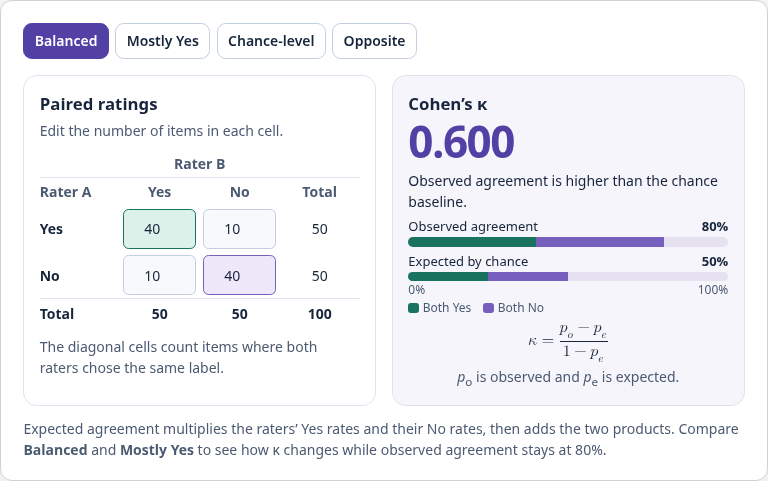 Balanced Mostly Yes Chance-level Opposite
Paired ratings
Edit the number of items in each cell.
Rater B
Rater A Yes No Total
Yes 40 10 50
No 10 40 50
Total 50 50 100
The diagonal cells count items where both
raters chose the same label.
Cohen’s κ
0.600
Observed agreement is higher than the chance
baseline.
Observed agreement 80%
Expected by chance 50%
0% 100%
Both Yes Both No
κ = (p_o − p_e) / (1 − p_e)
p_o is observed and p_e is expected.
Expected agreement multiplies the raters’ Yes rates and their No rates, then adds the two products. Compare
Balanced and Mostly Yes to see how κ changes while observed agreement stays at 80%.